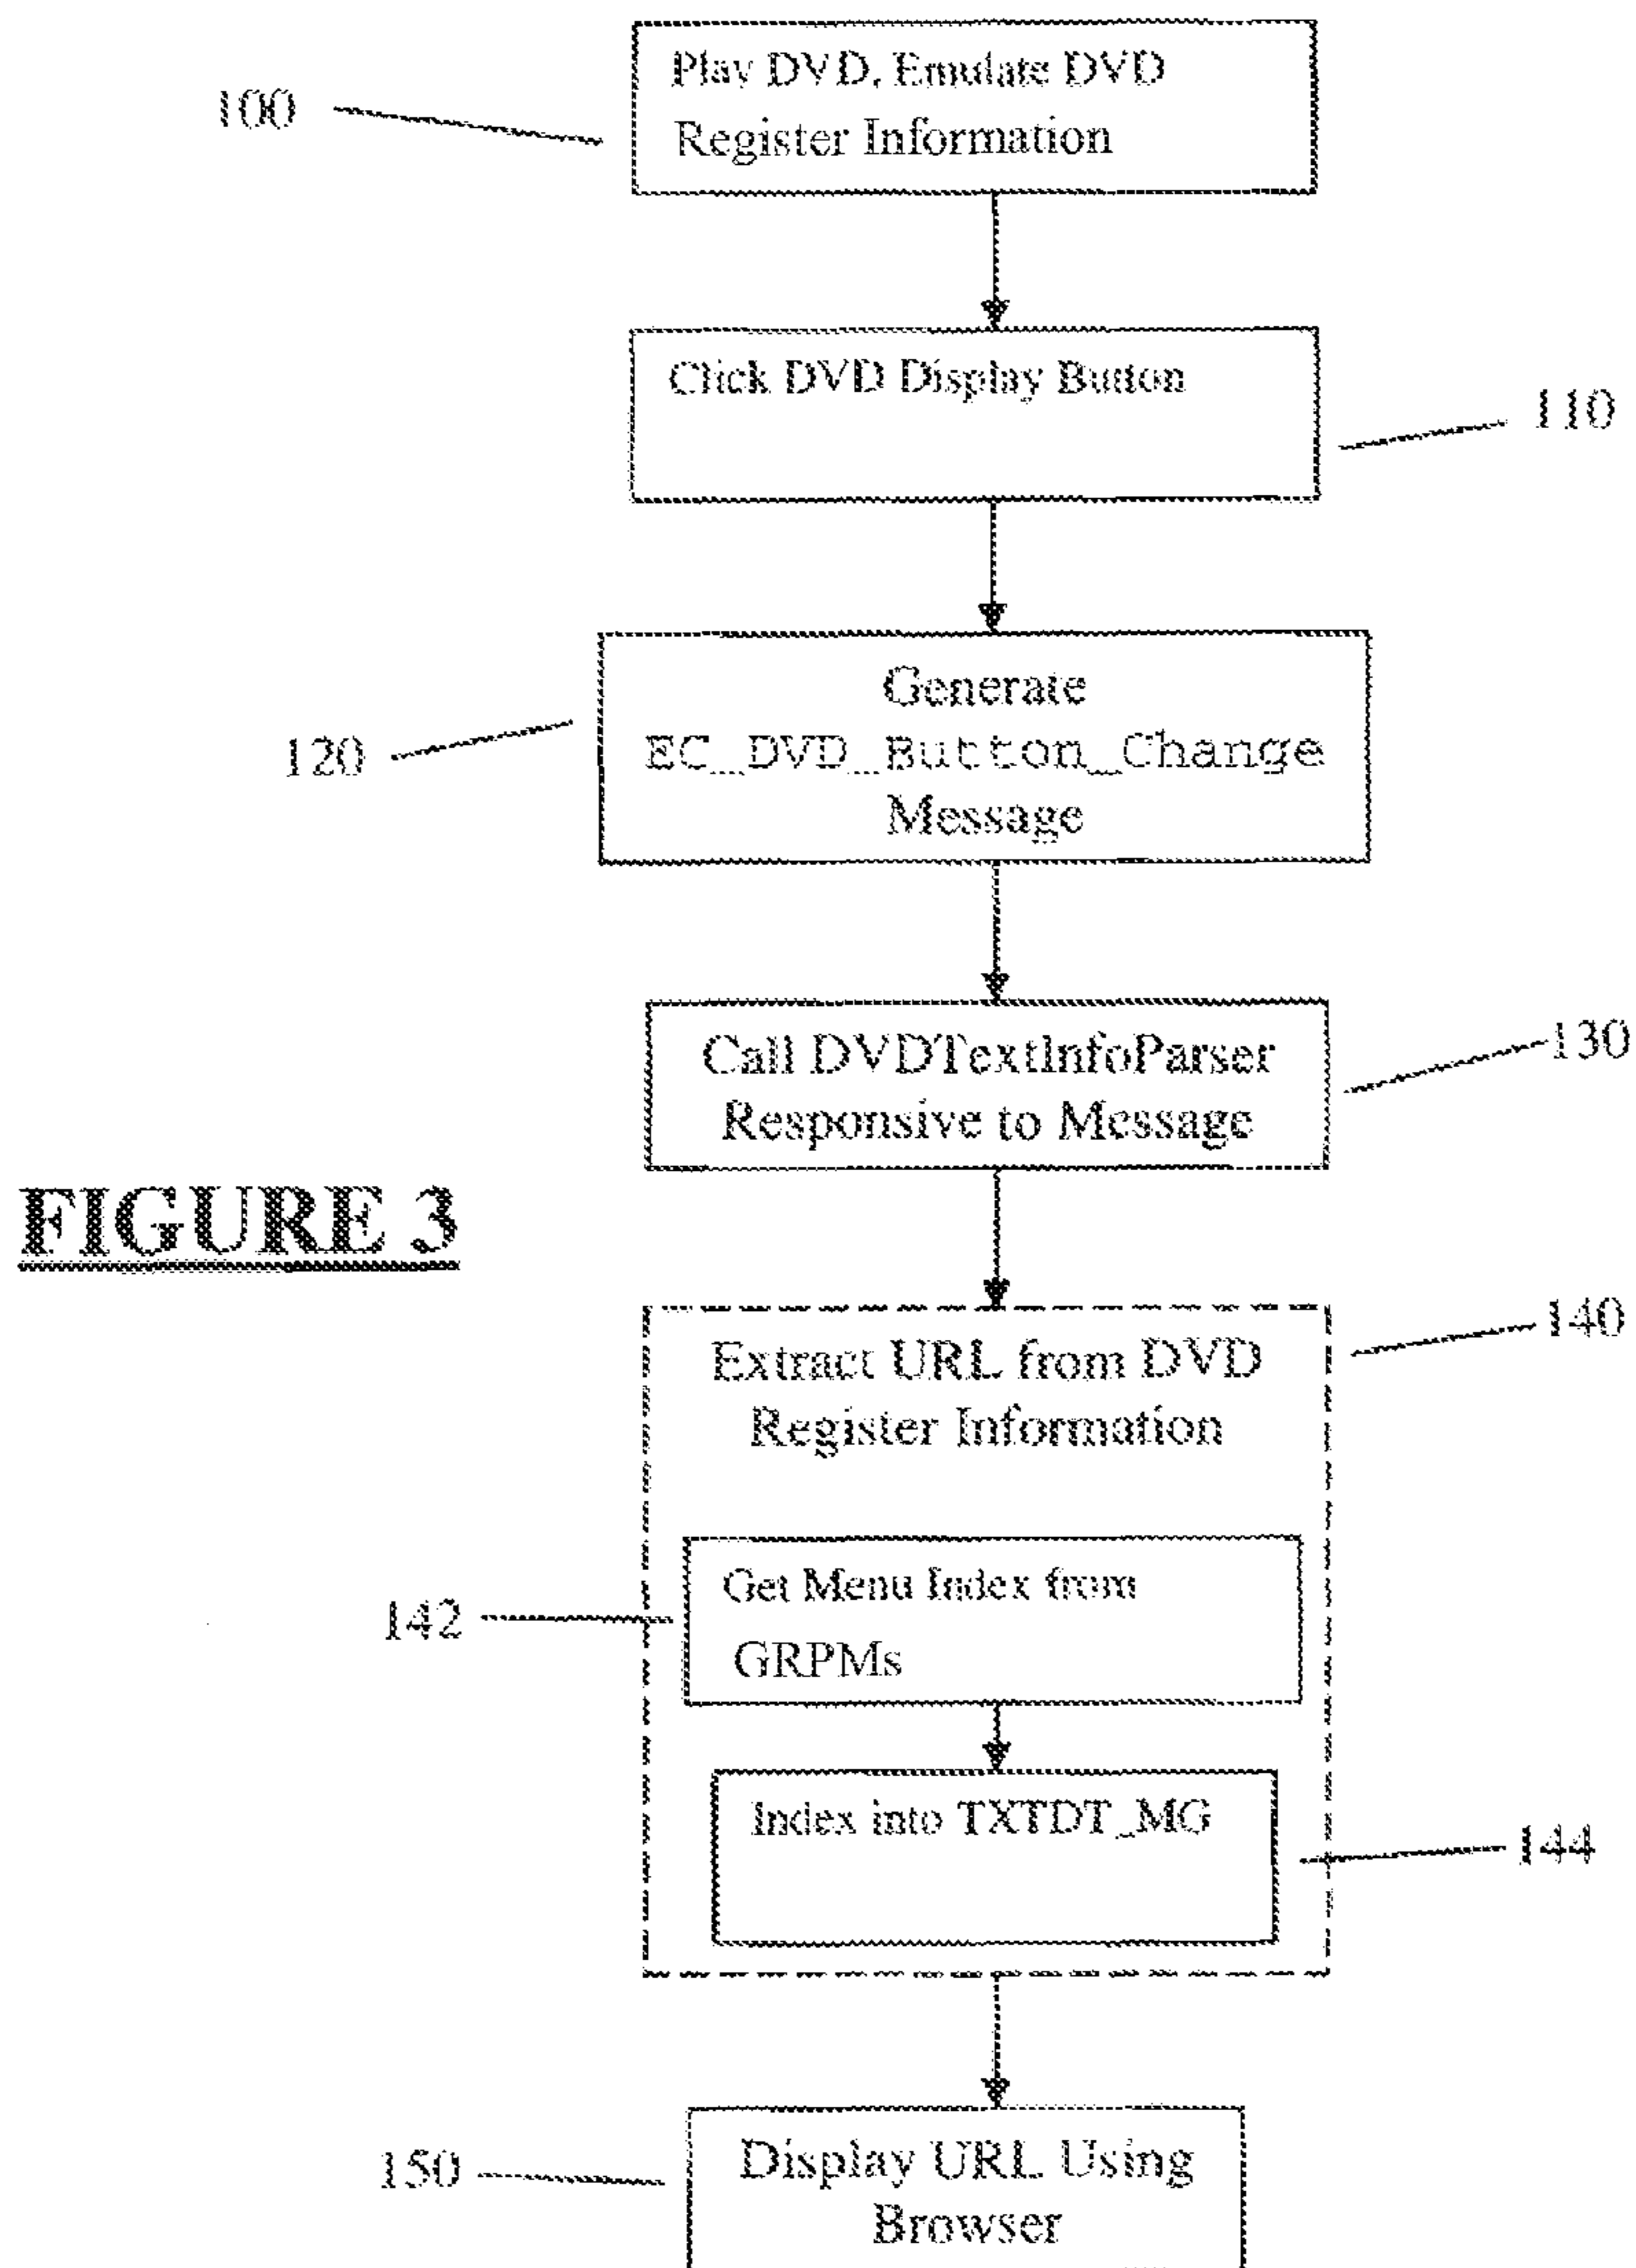 Play DVD, Emulate DVD
100
Register Information
Click DVD Display Button
110
Generate
120
EC_DVD_Button_Change
Message
Call DVDTextInfoParser
130
Responsive to Message
FIGURE 3
140
Extract URL from DVD
Register Information
Get Menu Index from
142
GRPMs
Index into TXTDT_MG
144
150
Display URL Using
Browser